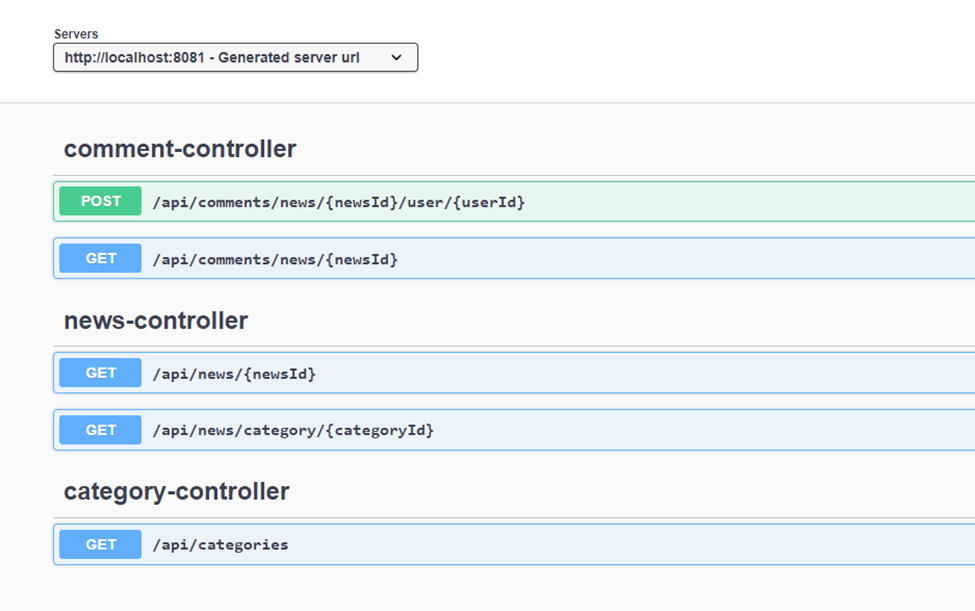 Servers
http://localhost:8081 - Generated server url
comment-controller
POST /api/comments/news/{newsId}/user/{userId}
GET /api/comments/news/{newsId}
news-controller
GET /api/news/{newsId}
GET /api/news/category/{categoryId}
category-controller
GET /api/categories